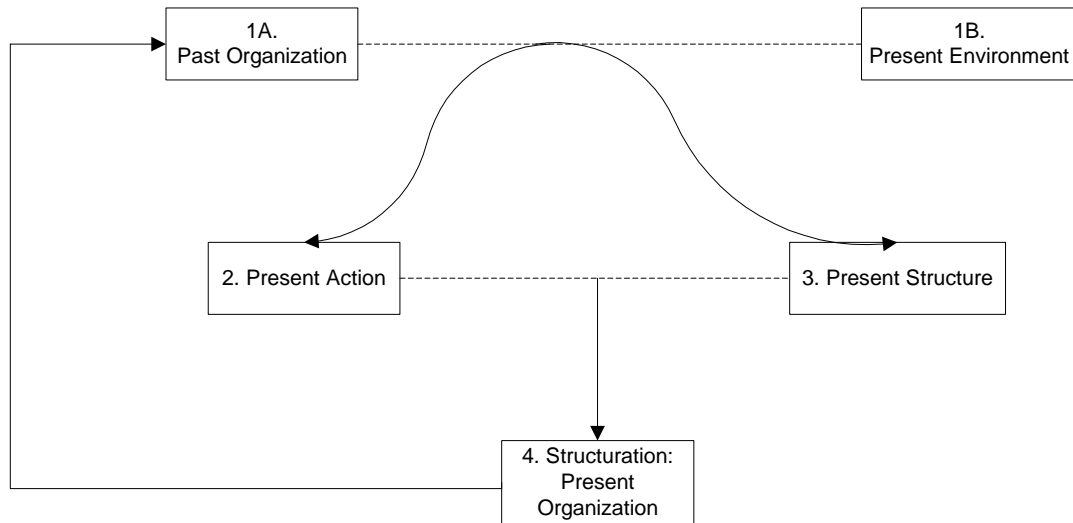 1A.
Past Organization
1B.
Present Environment
2. Present Action
3. Present Structure
4. Structuration:
Present
Organization